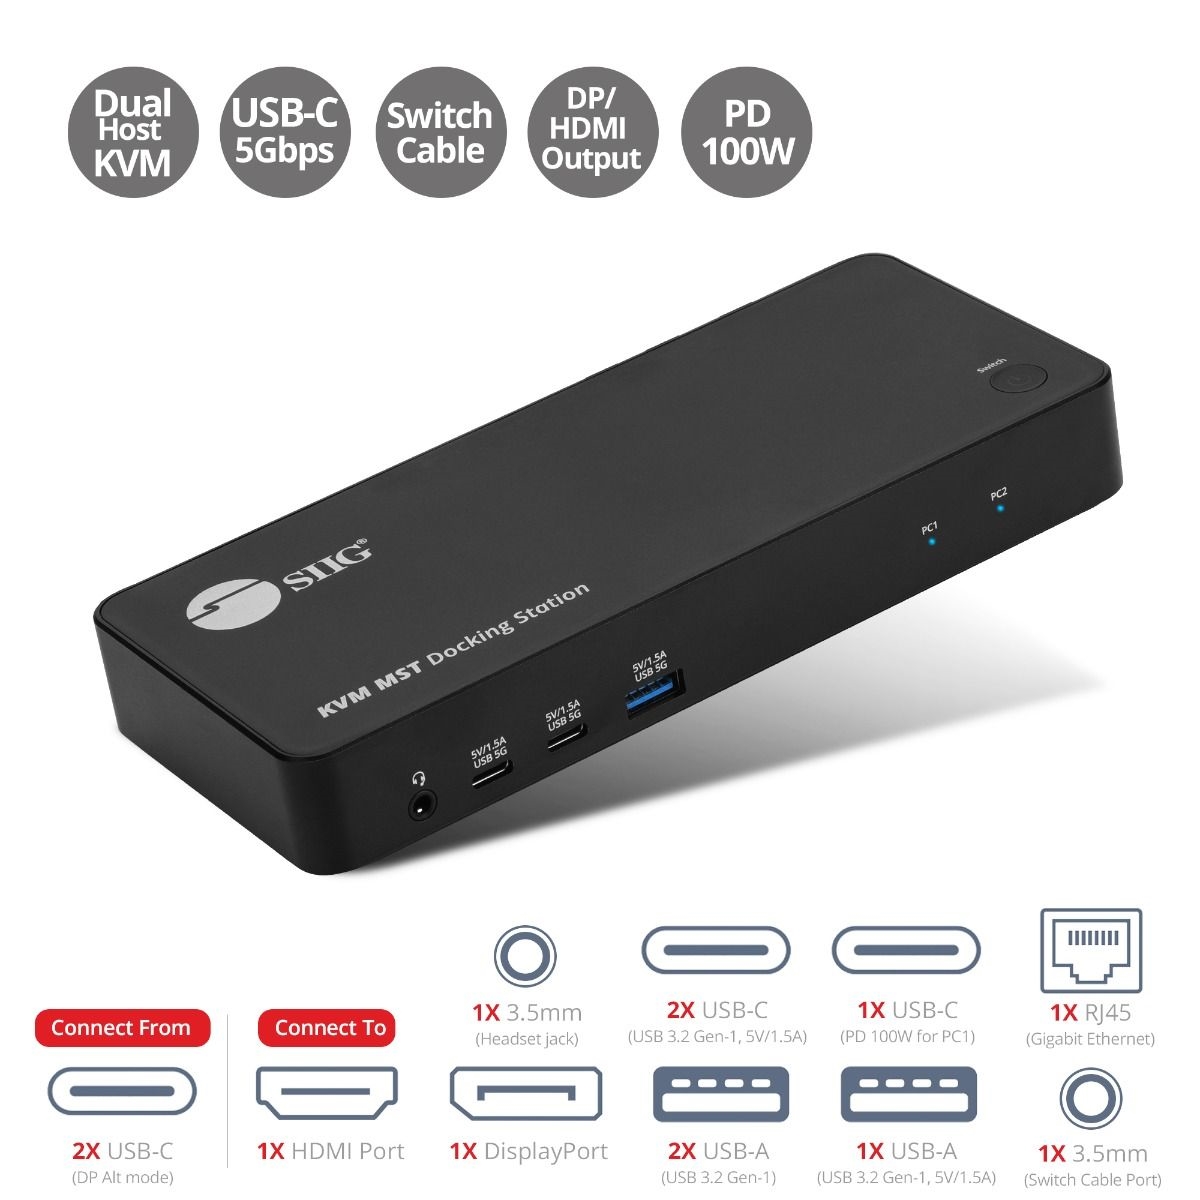 Dual
Host
KVM
USB-C
5Gbps
Switch
Cable
DP/
HDMI
Output
PD
100W
Switch
PC2
PC1
SIIG®
KVM MST Docking Station
5V/1.5A
USB 5G
5V/1.5A
USB 5G
5V/1.5A
USB 5G
1X 3.5mm
(Headset jack)
2X USB-C
(USB 3.2 Gen-1, 5V/1.5A)
1X USB-C
(PD 100W for PC1)
1X RJ45
(Gigabit Ethernet)
Connect From
Connect To
2X USB-C
(DP Alt mode)
1X HDMI Port
1X DisplayPort
2X USB-A
(USB 3.2 Gen-1)
1X USB-A
(USB 3.2 Gen-1, 5V/1.5A)
1X 3.5mm
(Switch Cable Port)